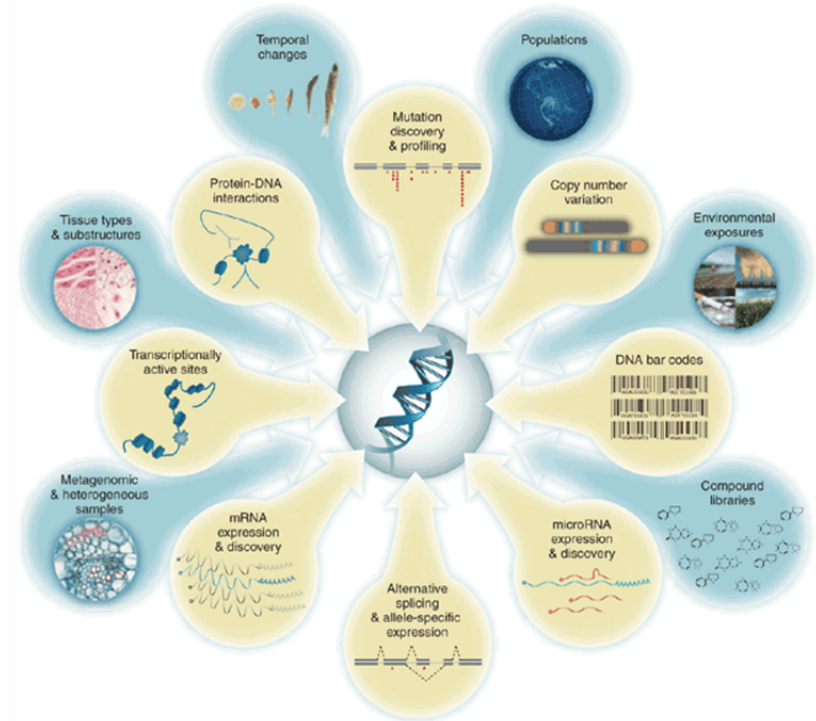 Temporal
changes
Populations
Mutation
discovery
& profiling
Protein-DNA
interactions
Copy number
variation
Tissue types
& substructures
Environmental
exposures
Transcriptionally
active sites
DNA bar codes
Metagenomic
& heterogeneous
samples
Compound
libraries
mRNA
expression
& discovery
microRNA
expression
& discovery
Alternative
splicing
& allele-specific
expression